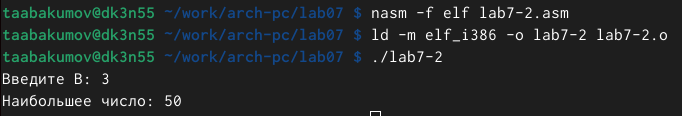 taabakumov@dk3n55 ~/work/arch-pc/lab07 $ nasm -f elf lab7-2.asm
taabakumov@dk3n55 ~/work/arch-pc/lab07 $ ld -m elf_i386 -o lab7-2 lab7-2.o
taabakumov@dk3n55 ~/work/arch-pc/lab07 $ ./lab7-2
Введите В: 3
Наибольшее число: 50